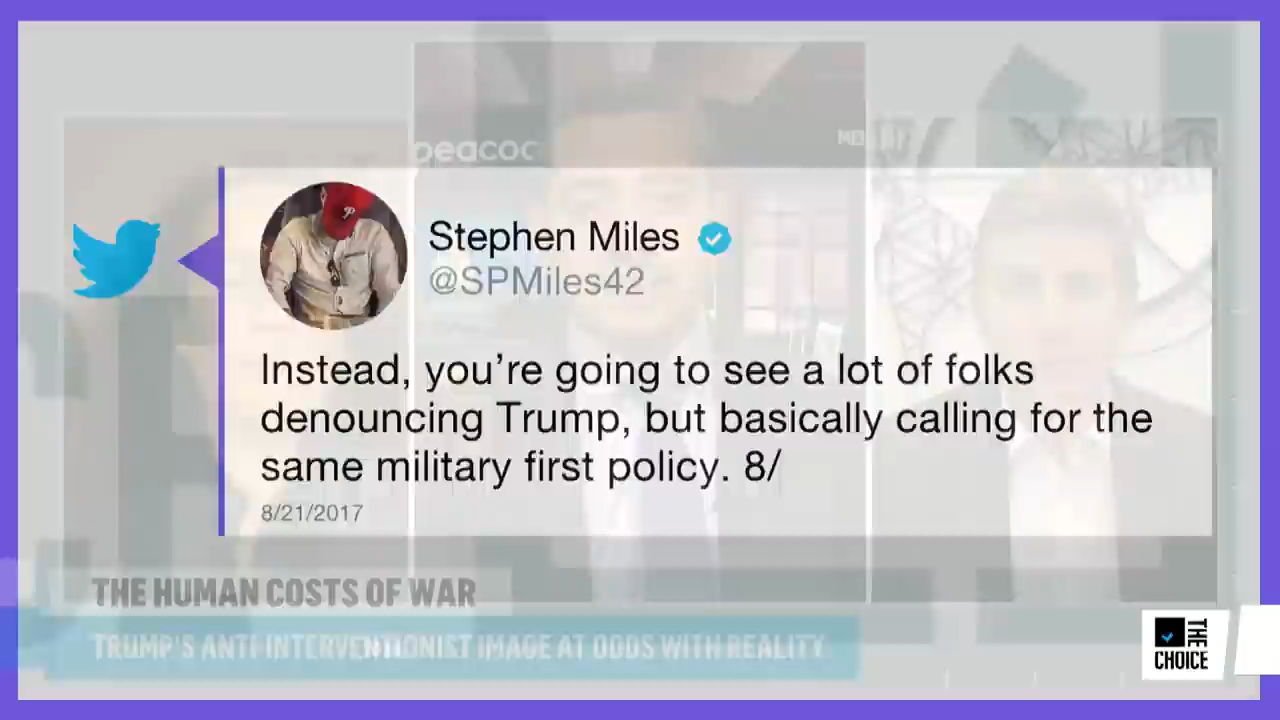 peacoc
Stephen Miles
@SPMiles42
Instead, you're going to see a lot of folks
denouncing Trump, but basically calling for the
same military first policy. 8/
8/21/2017
THE HUMAN COSTS OF WAR
TRUMP'S ANTI-INTERVENTIONIST IMAGE AT ODDS WITH REALITY
THE
CHOICE